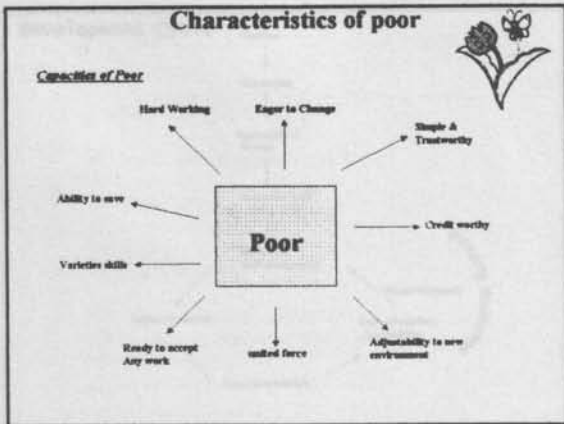 Characteristics of poor
Capacities of Poor
Hard Working
Eager to Change
Simple &
Trustworthy
Ability to save
Credit worthy
Poor
Varieties skills
Ready to accept
Any work
united force
Adjustability to new
environment